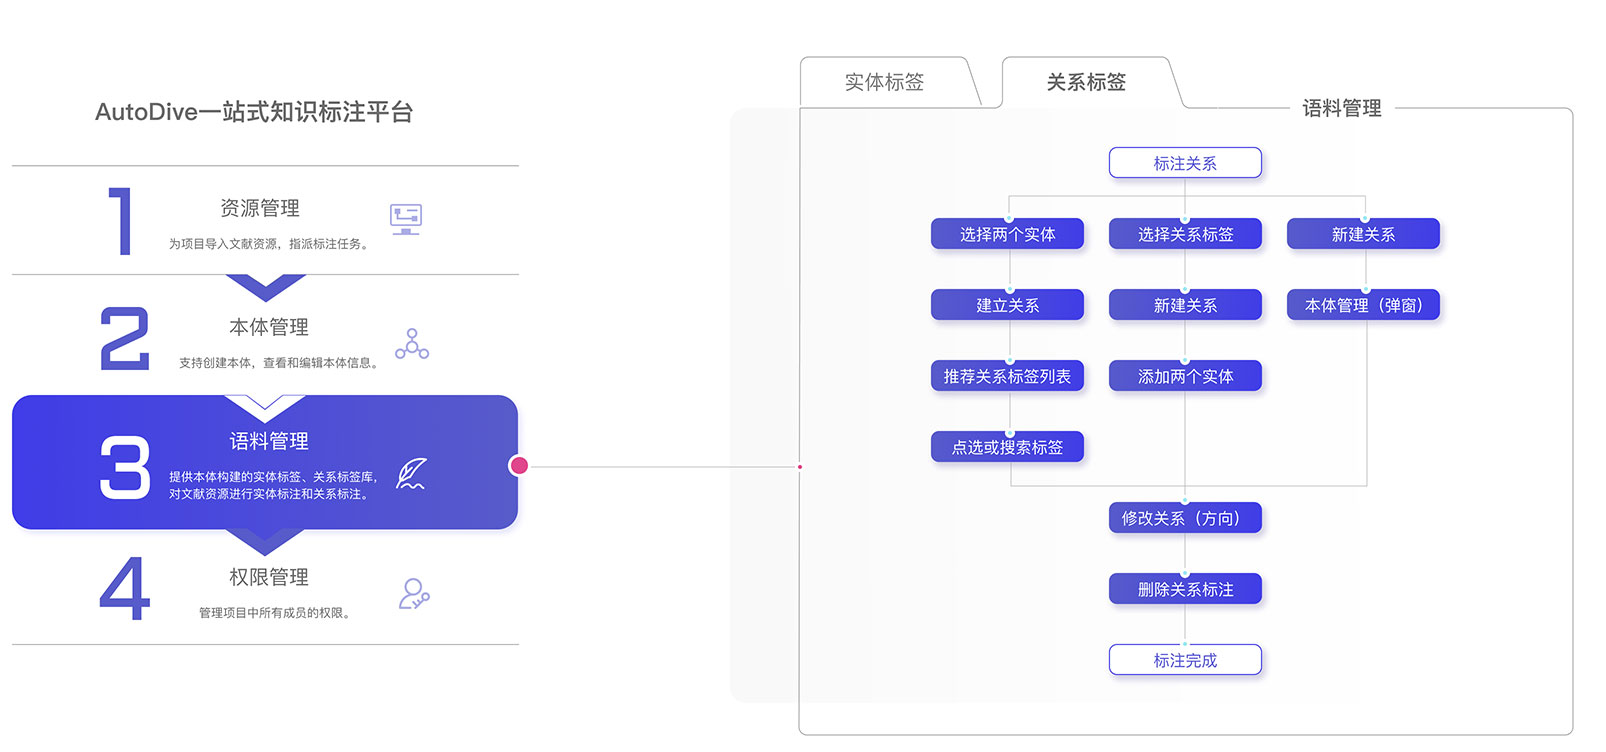 AutoDive一站式知识标注平台
1
资源管理
为项目导入文献资源，指派标注任务。
2
本体管理
支持创建本体，查看和编辑本体信息。
3
语料管理
提供本体构建的实体标签、关系标签库，
对文献资源进行实体标注和关系标注。
4
权限管理
管理项目中所有成员的权限。
实体标签
关系标签
语料管理
标注关系
选择两个实体
选择关系标签
新建关系
建立关系
新建关系
本体管理（弹窗）
推荐关系标签列表
添加两个实体
点选或搜索标签
修改关系（方向）
删除关系标注
标注完成